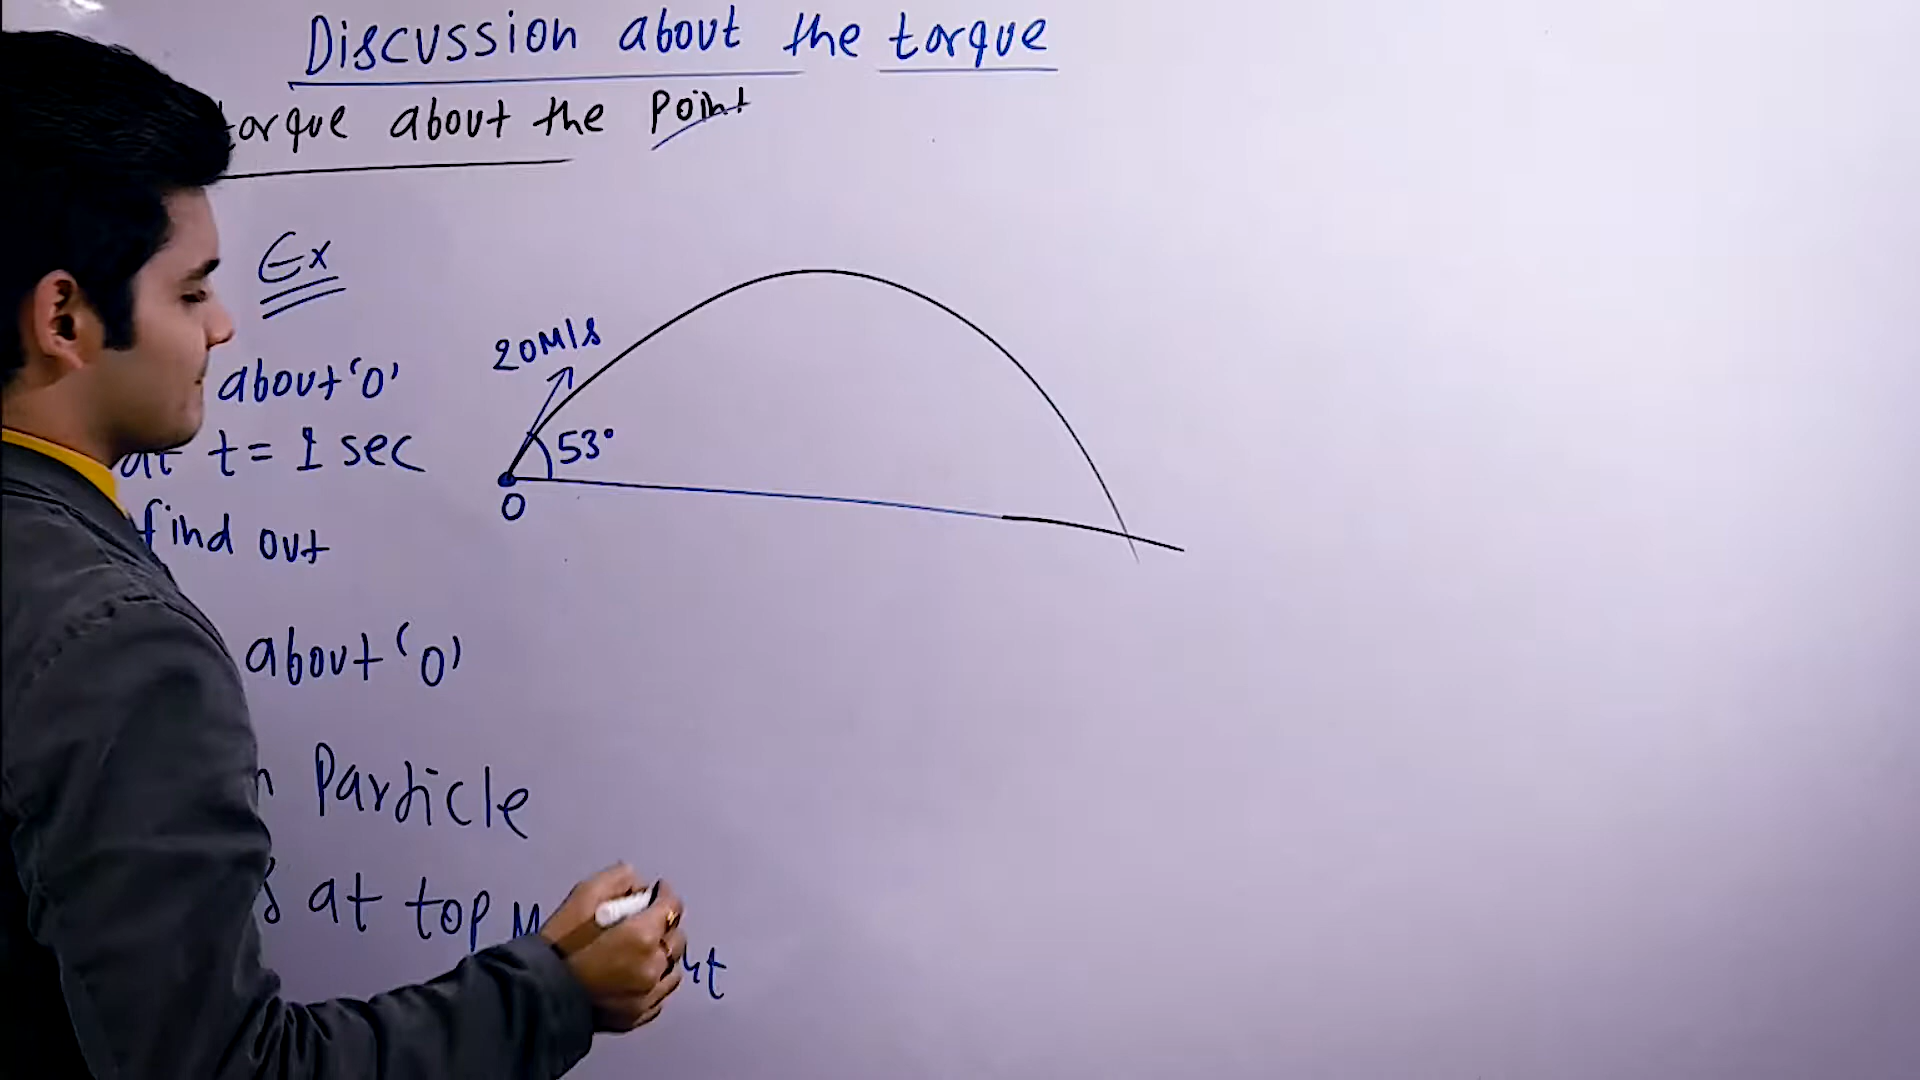 Discussion about the torque
torque about the Point
Ex
20M/s
about 'O'
at t = 1 sec
53°
O
find out
about 'O'
Particle
at top